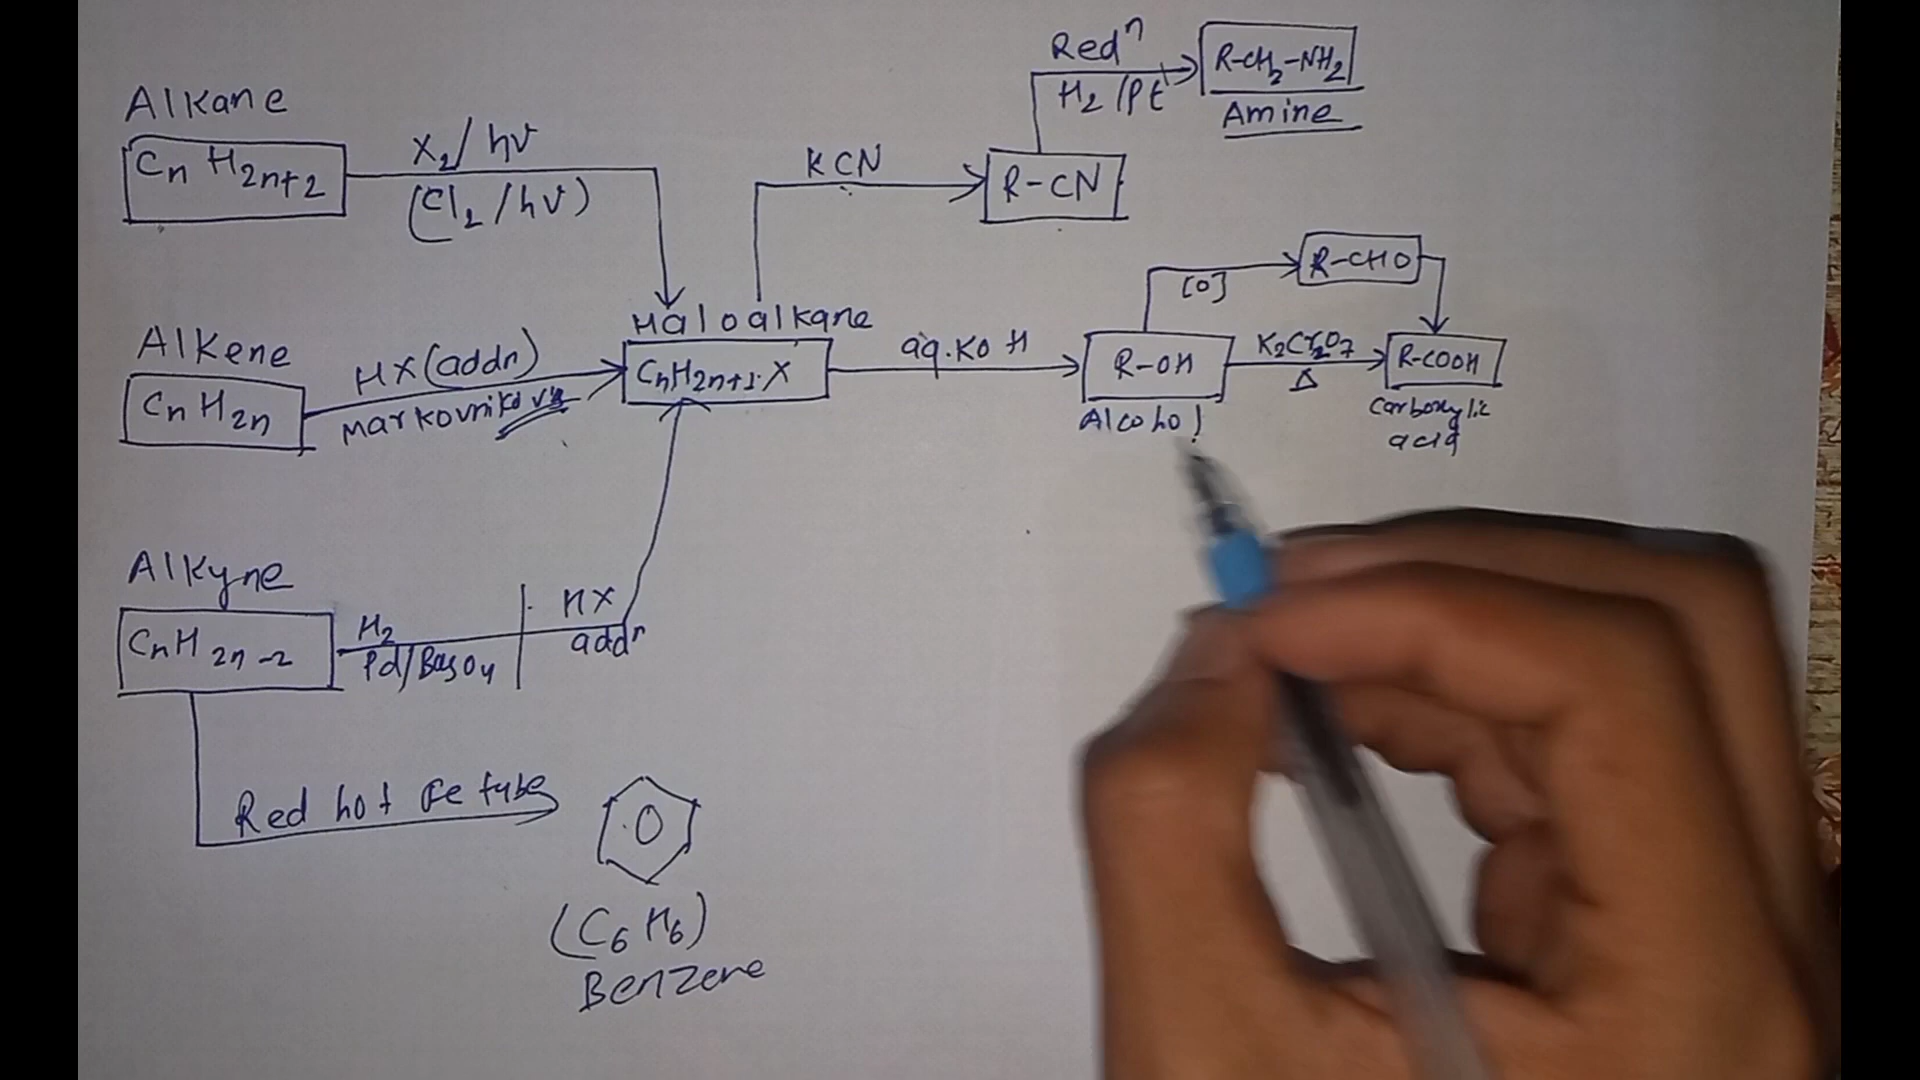 Alkane
CnH2n+2
X2/hν
(Cl2/hν)
KCN
R-CN
Redn
H2/Pt
R-CH2-NH2
Amine
Alkene
CnH2n
HX(addn)
Markovnikov's
Haloalkane
CnH2n+1.X
aq.KOH
R-OH
Alcohol
[O]
R-CHO
K2Cr2O7
Δ
R-COOH
Carboxylic
acid
Alkyne
CnH2n-2
H2
Pd/BaSO4
HX
addn
Red hot Fe tube
(C6H6)
Benzene